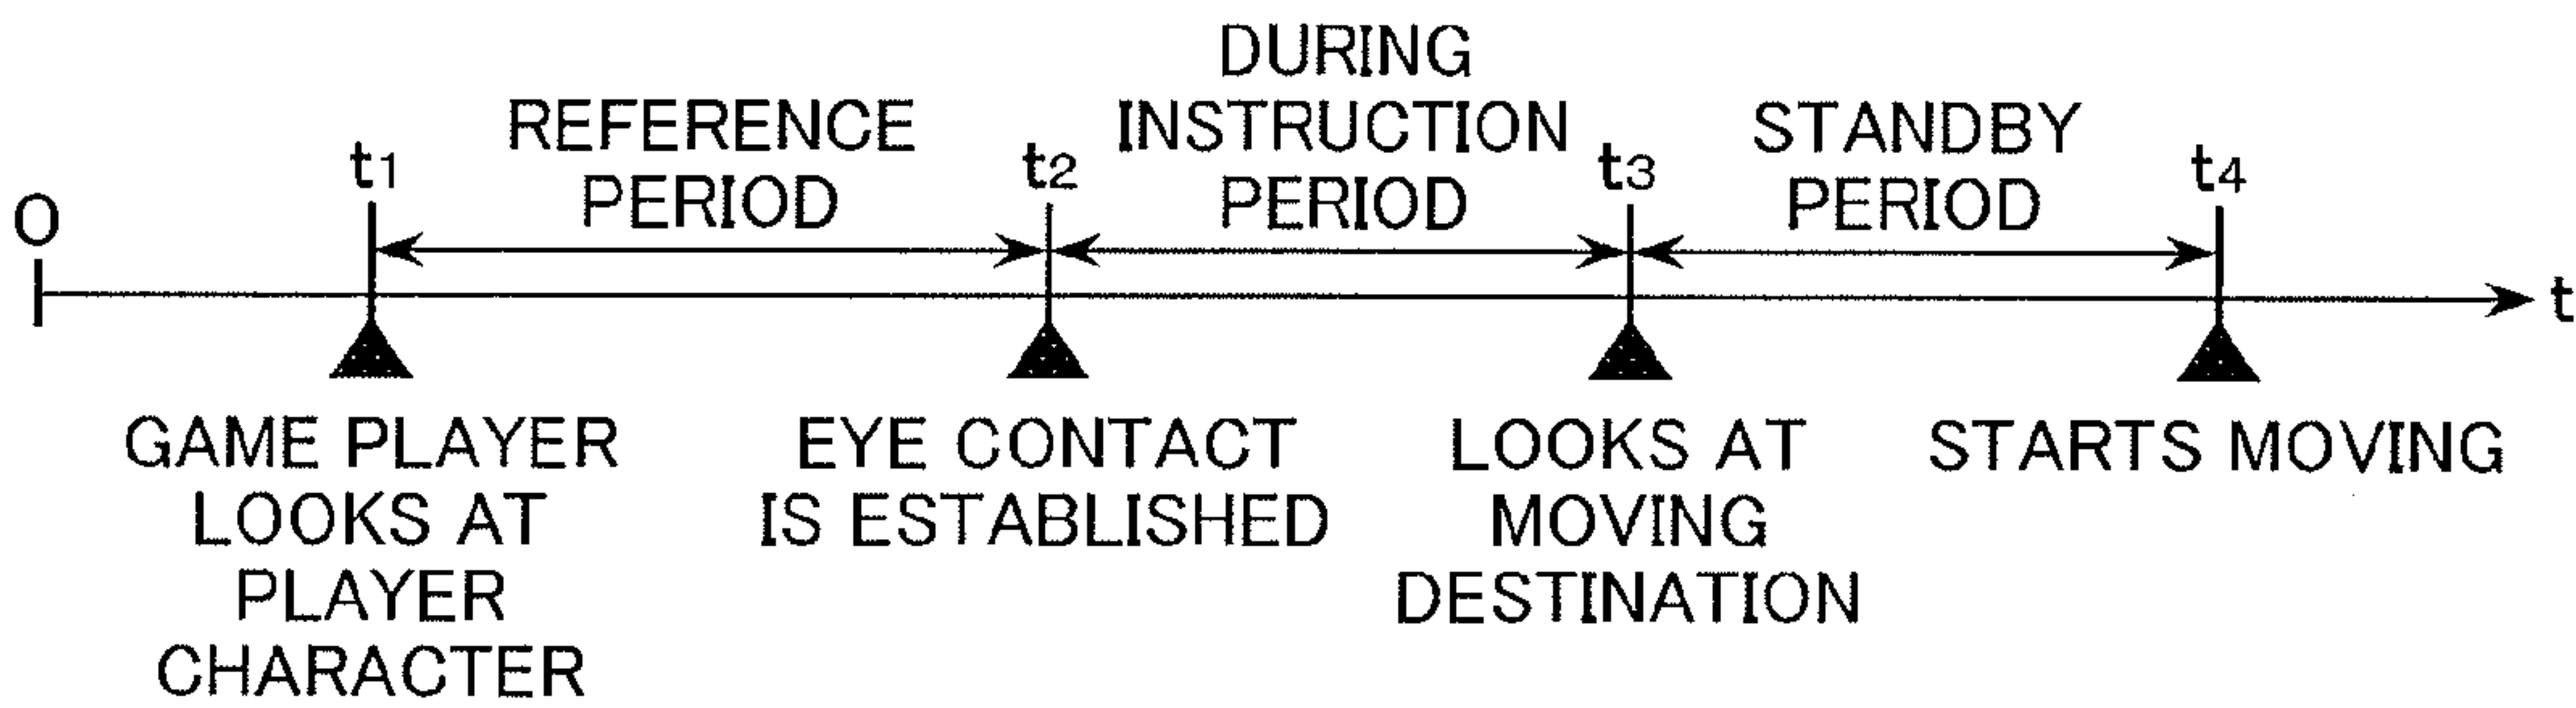 O
t1
REFERENCE
PERIOD
t2
DURING
INSTRUCTION
PERIOD
t3
STANDBY
PERIOD
t4
t
GAME PLAYER
LOOKS AT
PLAYER
CHARACTER
EYE CONTACT
IS ESTABLISHED
LOOKS AT
MOVING
DESTINATION
STARTS MOVING